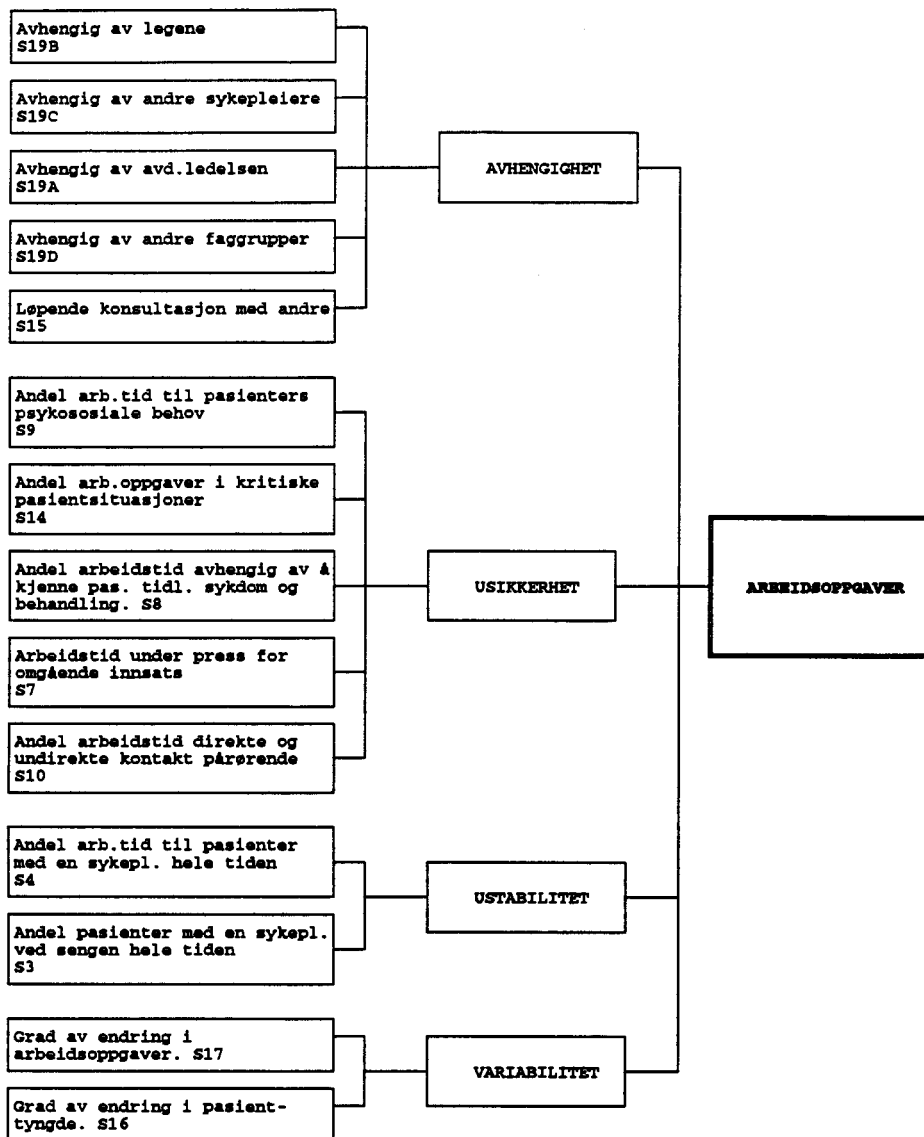 Avhengig av legene
S19B
Avhengig av andre sykepleiere
S19C
Avhengig av avd.ledelsen
S19A
Avhengig av andre faggrupper
S19D
Løpende konsultasjon med andre
S15
AVHENGIGHET
Andel arb.tid til pasienters
psykososiale behov
S9
Andel arb.oppgaver i kritiske
pasientsituasjoner
S14
Andel arbeidstid avhengig av å
kjenne pas. tidl. sykdom og
behandling. S8
Arbeidstid under press for
omgående innsats
S7
Andel arbeidstid direkte og
undirekte kontakt pårørende
S10
USIKKERHET
ARBEIDSOPPGAVER
Andel arb.tid til pasienter
med en sykepl. hele tiden
S4
Andel pasienter med en sykepl.
ved sengen hele tiden
S3
USTABILITET
Grad av endring i
arbeidsoppgaver. S17
Grad av endring i pasient-
tyngde. S16
VARIABILITET